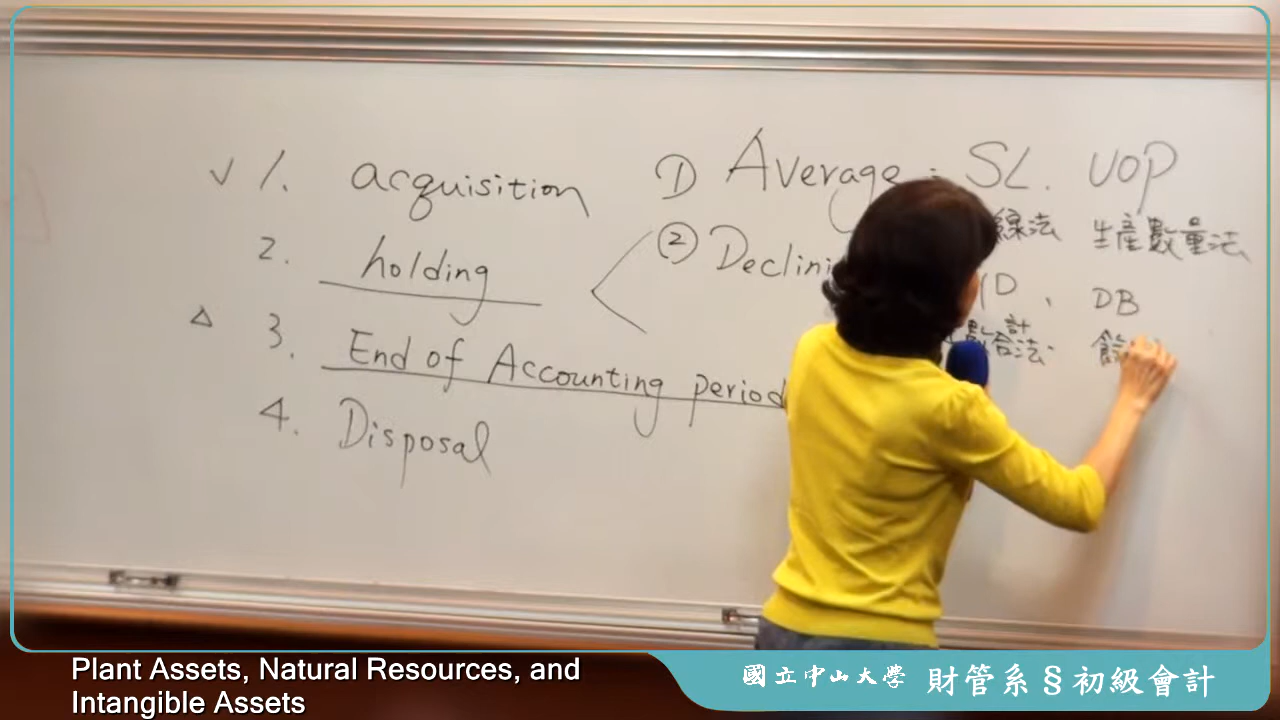 ✓ 1. acquisition
2. holding
△ 3. End of Accounting period
4. Disposal
① Average : SL. UOP
線法 生產數量法
② Declini
D、 DB
數合計法、
Plant Assets, Natural Resources, and
Intangible Assets
國立中山大學 財管系§初級會計